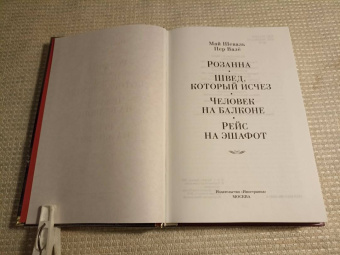 Май Шёвалль
Пер Валё
РОЗАННА
•
ШВЕД,
КОТОРЫЙ ИСЧЕЗ
•
ЧЕЛОВЕК
НА БАЛКОНЕ
•
РЕЙС
НА ЭШАФОТ
Издательство «Иностранка»
МОСКВА